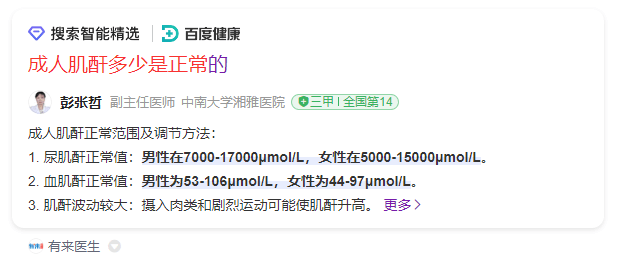 搜索智能精选 百度健康
成人肌酐多少是正常的
彭张哲 副主任医师 中南大学湘雅医院 三甲 | 全国第14
成人肌酐正常范围及调节方法：
1. 尿肌酐正常值：男性在7000-17000μmol/L，女性在5000-15000μmol/L。
2. 血肌酐正常值：男性为53-106μmol/L，女性为44-97μmol/L。
3. 肌酐波动较大：摄入肉类和剧烈运动可能使肌酐升高。 更多
有来医生